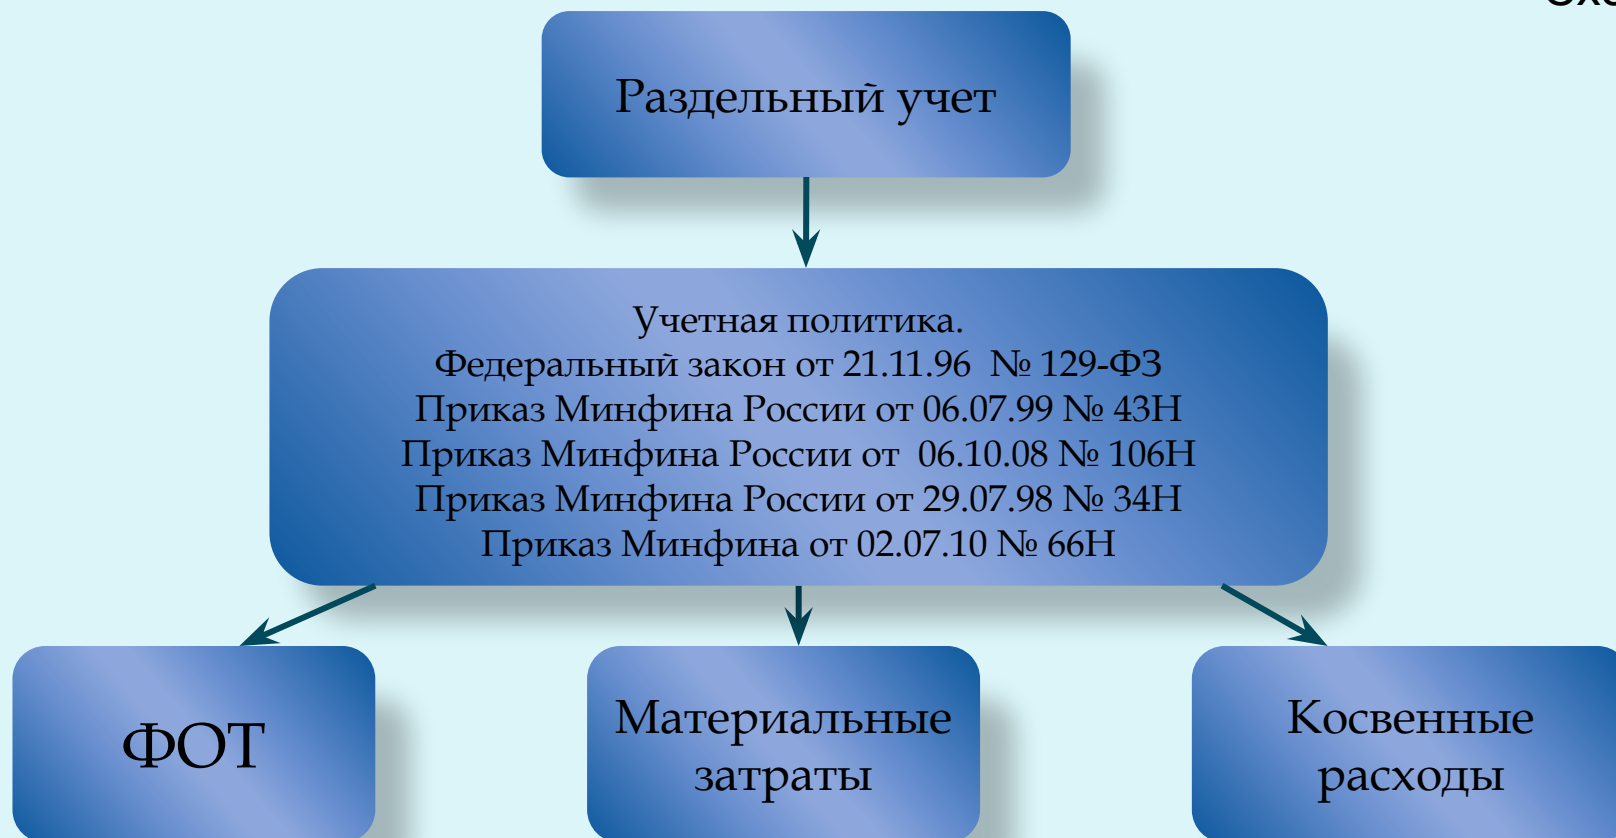 Раздельный учет
Учетная политика.
Федеральный закон от 21.11.96 № 129-ФЗ
Приказ Минфина России от 06.07.99 № 43Н
Приказ Минфина России от 06.10.08 № 106Н
Приказ Минфина России от 29.07.98 № 34Н
Приказ Минфина от 02.07.10 № 66Н
ФОТ
Материальные
затраты
Косвенные
расходы